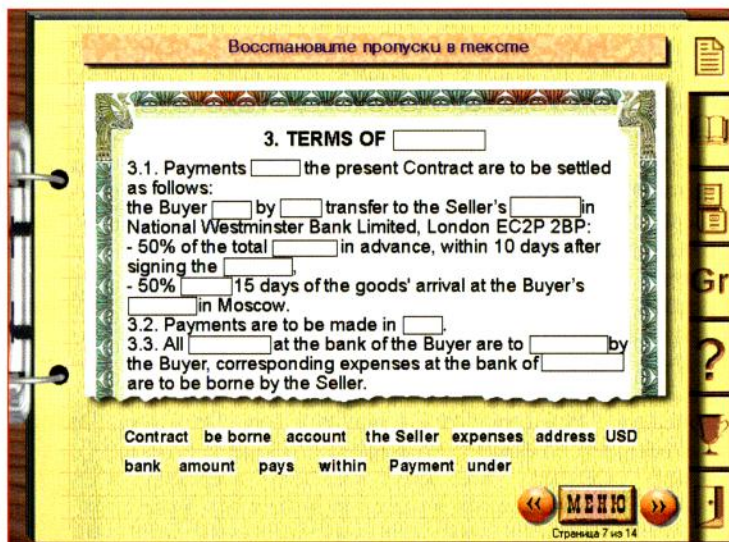 Восстановите пропуски в тексте
3. TERMS OF
3.1. Payments the present Contract are to be settled
as follows:
the Buyer by transfer to the Seller's in
National Westminster Bank Limited, London EC2P 2BP:
- 50% of the total in advance, within 10 days after
signing the ,
- 50% 15 days of the goods' arrival at the Buyer's
in Moscow.
3.2. Payments are to be made in .
3.3. All at the bank of the Buyer are to by
the Buyer, corresponding expenses at the bank of
are to be borne by the Seller.
Contract be borne account the Seller expenses address USD
bank amount pays within Payment under
Gr
?
« МЕНЮ »
Страница 7 из 14